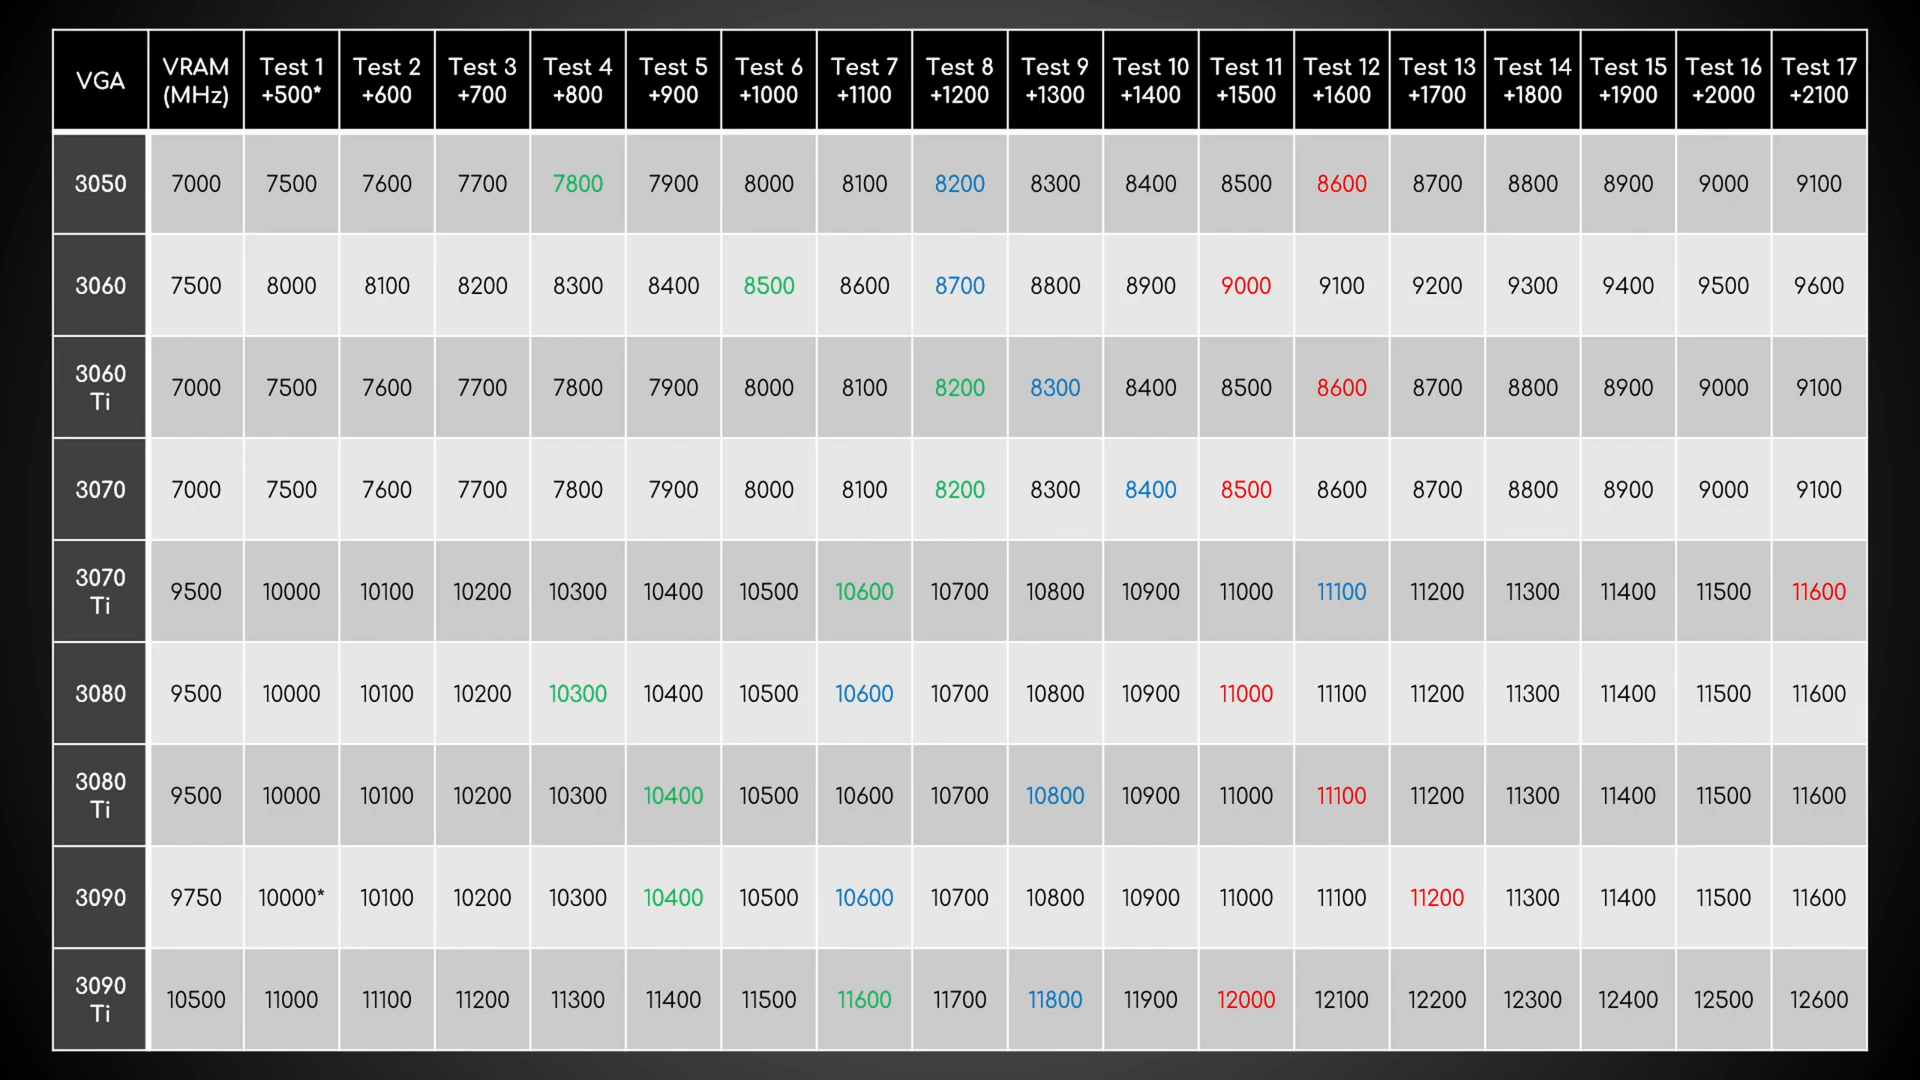 VGA VRAM (MHz) Test 1 +500* Test 2 +600 Test 3 +700 Test 4 +800 Test 5 +900 Test 6 +1000 Test 7 +1100 Test 8 +1200 Test 9 +1300 Test 10 +1400 Test 11 +1500 Test 12 +1600 Test 13 +1700 Test 14 +1800 Test 15 +1900 Test 16 +2000 Test 17 +2100
3050 7000 7500 7600 7700 7800 7900 8000 8100 8200 8300 8400 8500 8600 8700 8800 8900 9000 9100
3060 7500 8000 8100 8200 8300 8400 8500 8600 8700 8800 8900 9000 9100 9200 9300 9400 9500 9600
3060 Ti 7000 7500 7600 7700 7800 7900 8000 8100 8200 8300 8400 8500 8600 8700 8800 8900 9000 9100
3070 7000 7500 7600 7700 7800 7900 8000 8100 8200 8300 8400 8500 8600 8700 8800 8900 9000 9100
3070 Ti 9500 10000 10100 10200 10300 10400 10500 10600 10700 10800 10900 11000 11100 11200 11300 11400 11500 11600
3080 9500 10000 10100 10200 10300 10400 10500 10600 10700 10800 10900 11000 11100 11200 11300 11400 11500 11600
3080 Ti 9500 10000 10100 10200 10300 10400 10500 10600 10700 10800 10900 11000 11100 11200 11300 11400 11500 11600
3090 9750 10000* 10100 10200 10300 10400 10500 10600 10700 10800 10900 11000 11100 11200 11300 11400 11500 11600
3090 Ti 10500 11000 11100 11200 11300 11400 11500 11600 11700 11800 11900 12000 12100 12200 12300 12400 12500 12600